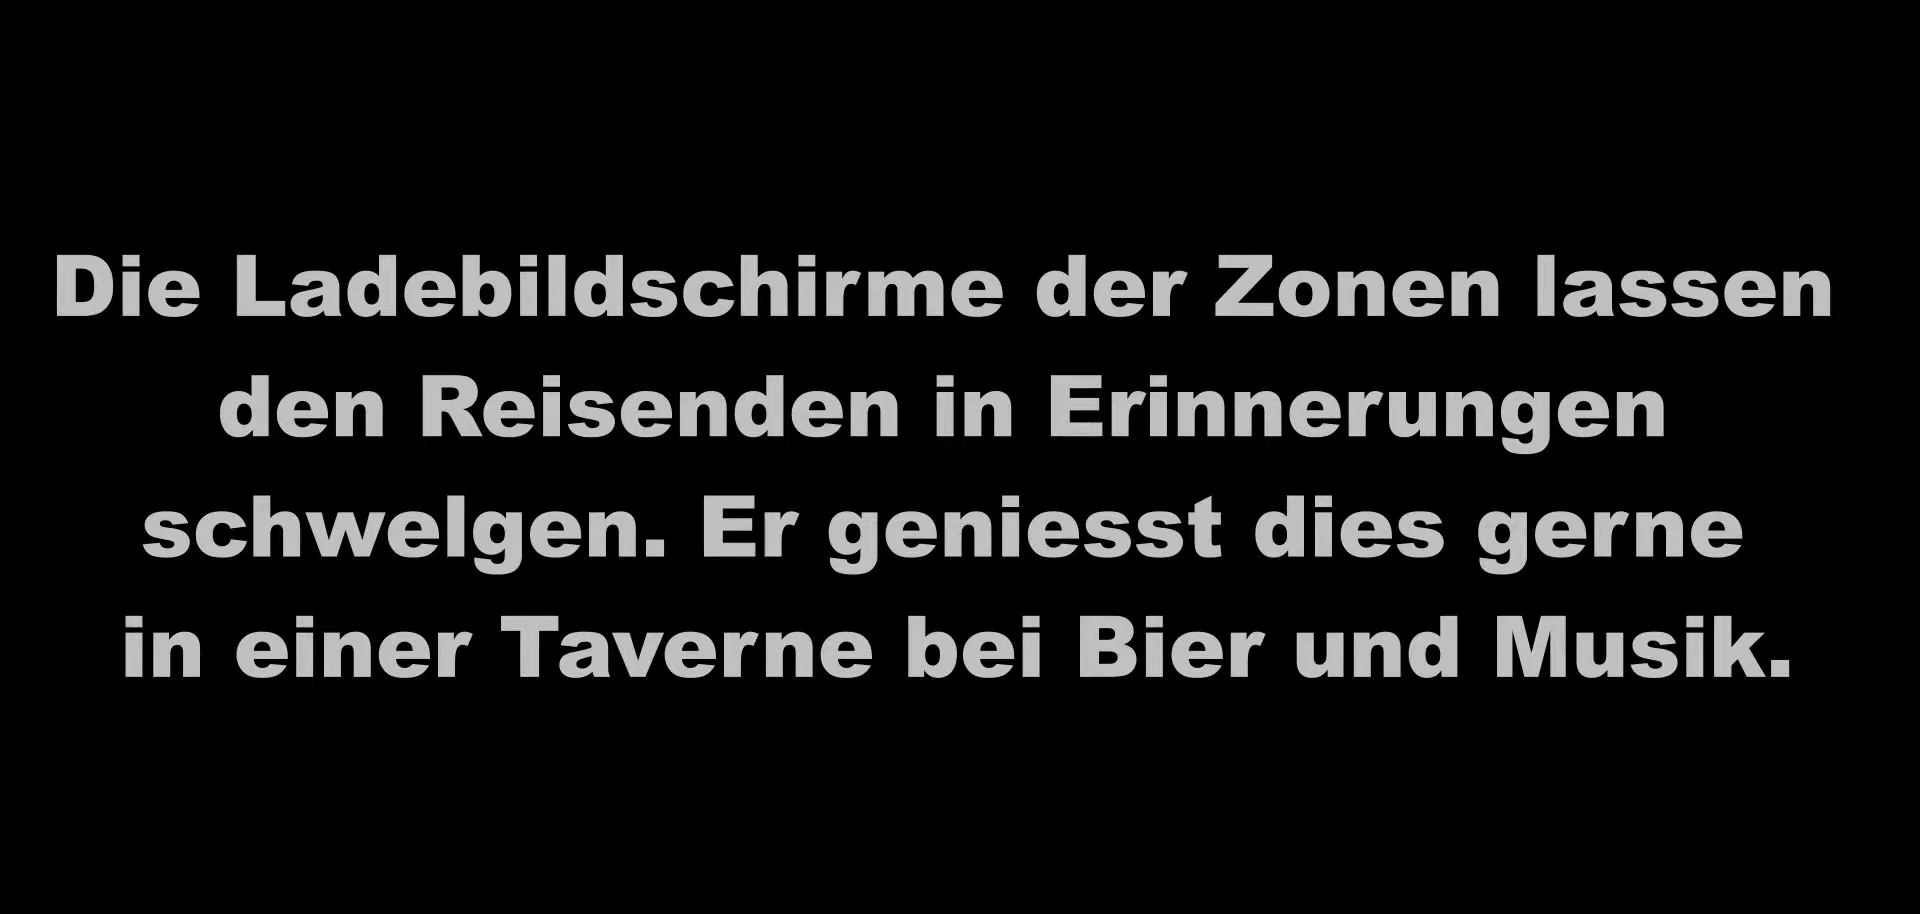 Die Ladebildschirme der Zonen lassen
den Reisenden in Erinnerungen
schwelgen. Er geniesst dies gerne
in einer Taverne bei Bier und Musik.